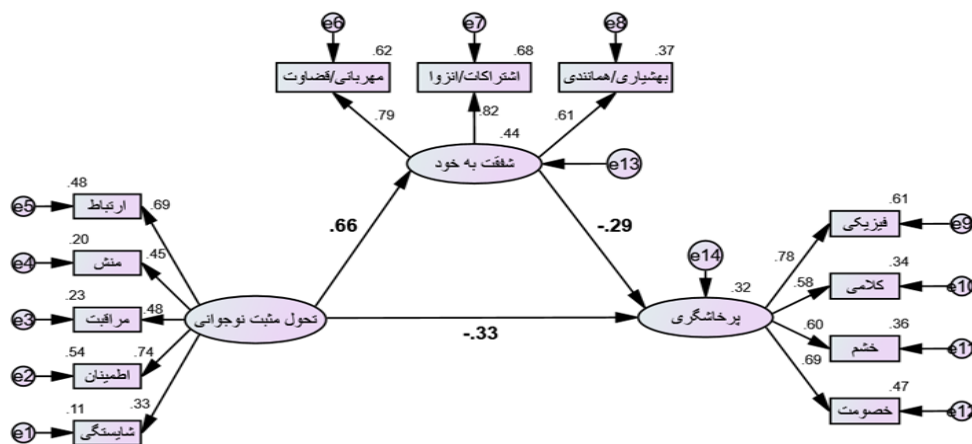 e6
e7
e8
.62
.68
.37
مهربانی/قضاوت
اشتراکات/انزوا
بهشیاری/همانندی
.79
.82
.61
.44
شفقت به خود
e13
.48
e5
ارتباط
.69
.66
-.29
.61
فیزیکی
e9
.20
e4
منش
.45
e14
.78
.34
کلامی
e10
.58
.23
e3
مراقبت
.48
تحول مثبت نوجوانی
.32
پرخاشگری
-.33
.60
.36
خشم
e11
.54
e2
اطمینان
.74
.69
.47
خصومت
e12
.11
e1
شایستگی
.33